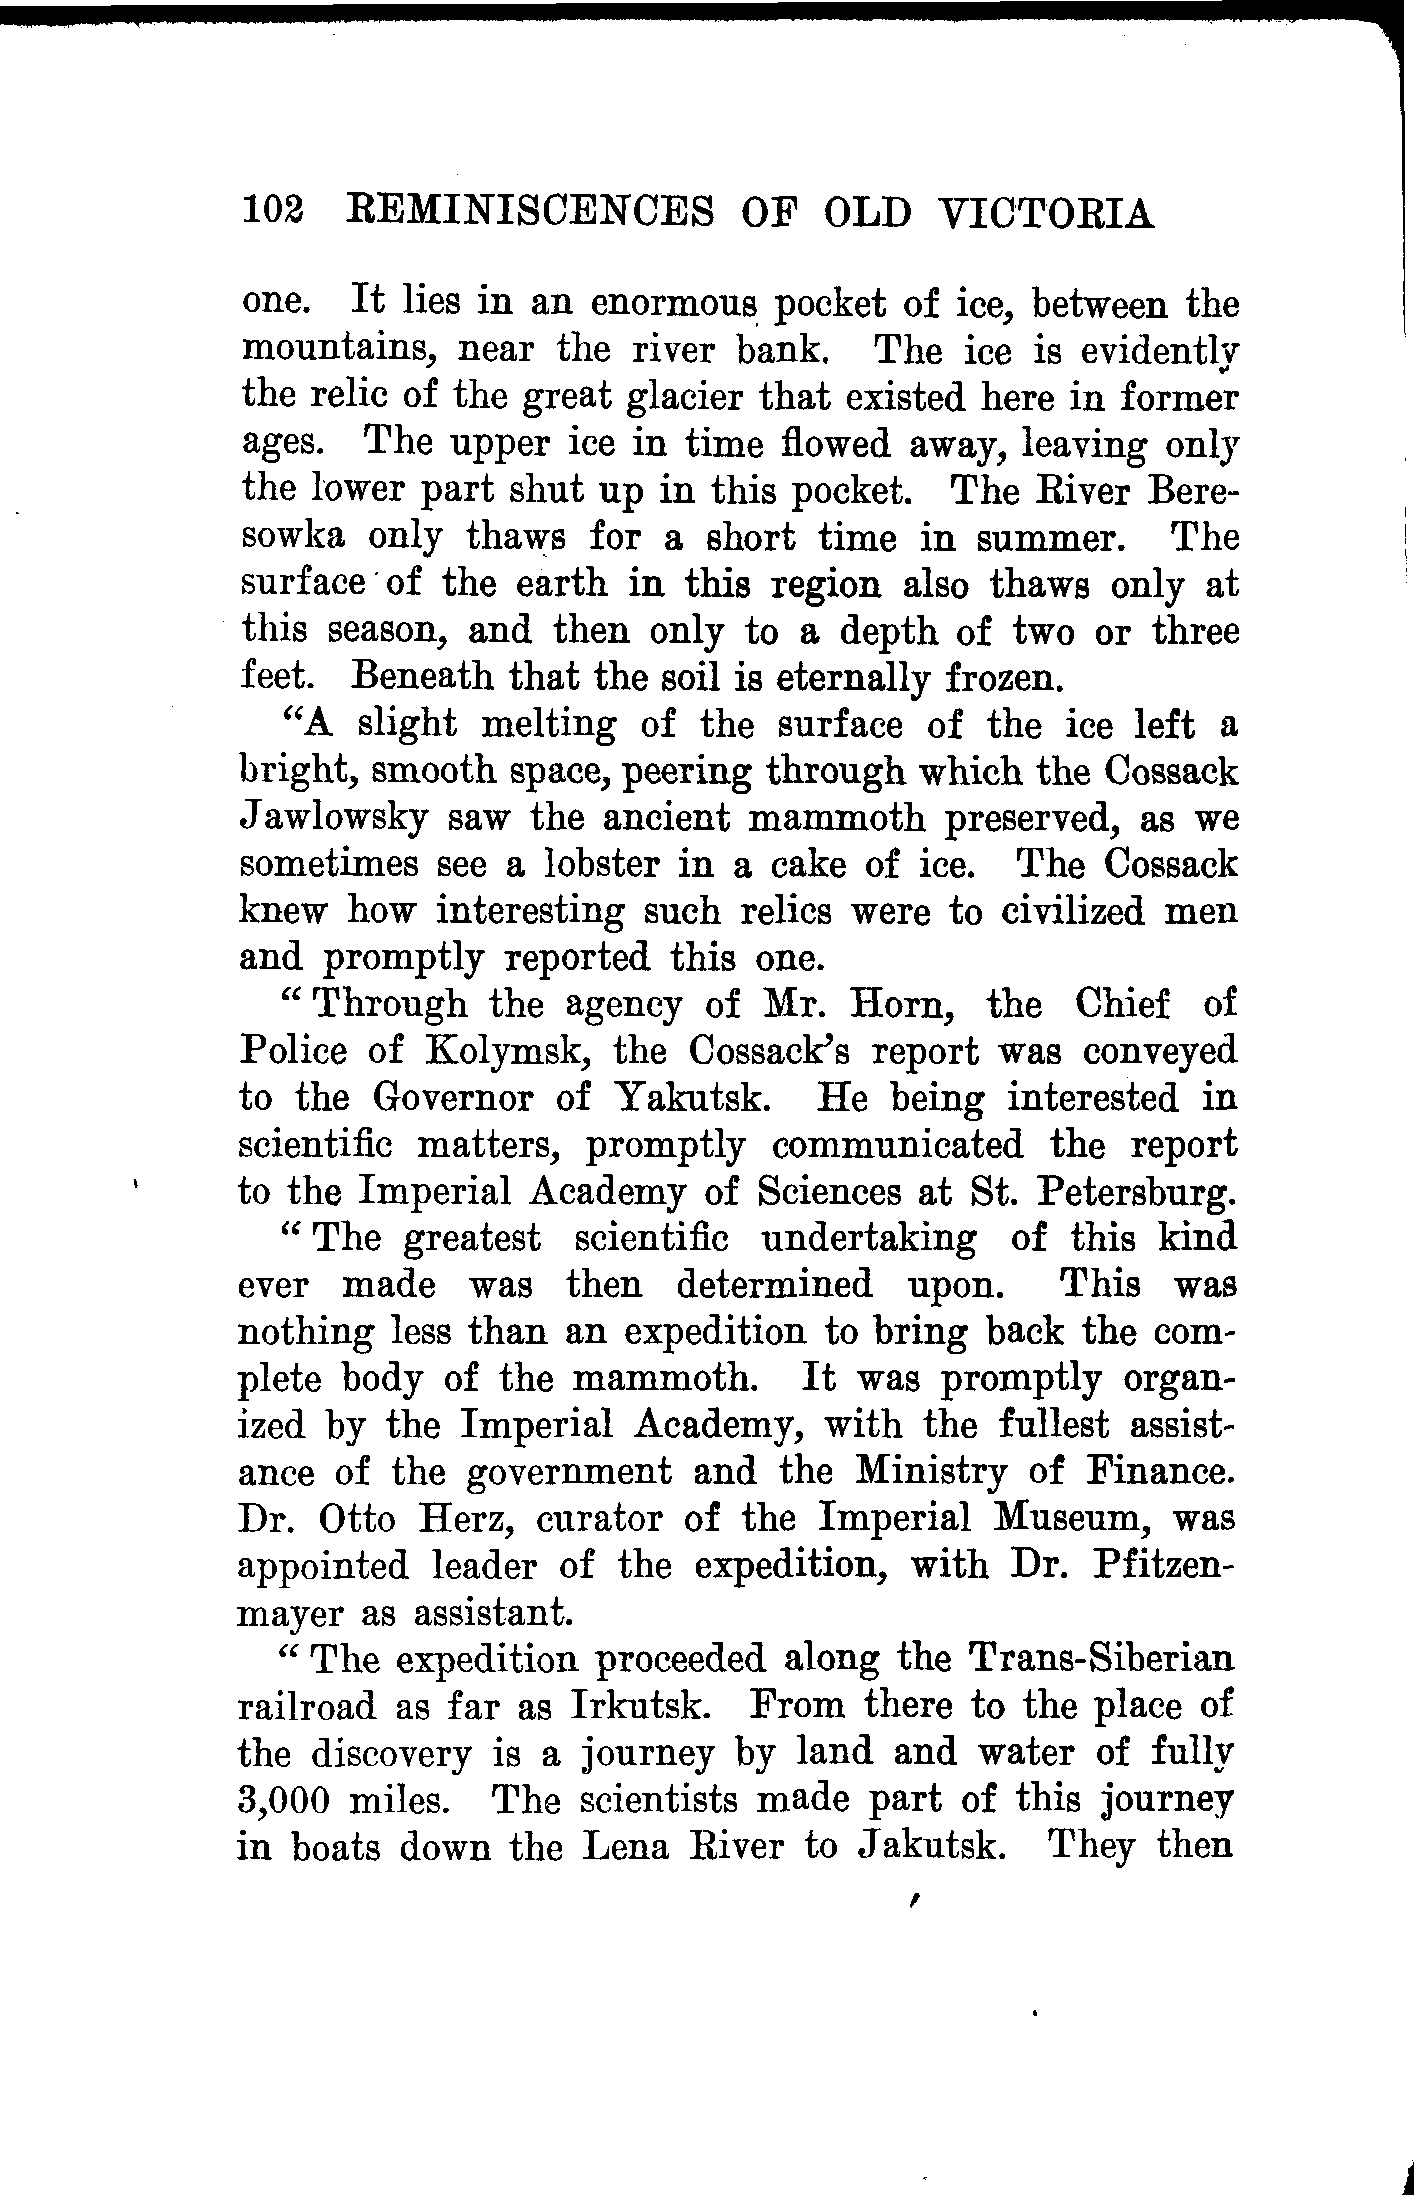 102 REMINISCENCES OF OLD VICTORIA
one. It lies in an enormous pocket of ice, between the
mountains, near the river bank. The ice is evidently
the relic of the great glacier that existed here in former
ages. The upper ice in time flowed away, leaving only
the lower part shut up in this pocket. The River Bere-
sowka only thaws for a short time in summer. The
surface of the earth in this region also thaws only at
this season, and then only to a depth of two or three
feet. Beneath that the soil is eternally frozen.
"A slight melting of the surface of the ice left a
bright, smooth space, peering through which the Cossack
Jawlowsky saw the ancient mammoth preserved, as we
sometimes see a lobster in a cake of ice. The Cossack
knew how interesting such relics were to civilized men
and promptly reported this one.
"Through the agency of Mr. Horn, the Chief of
Police of Kolymsk, the Cossack's report was conveyed
to the Governor of Yakutsk. He being interested in
scientific matters, promptly communicated the report
to the Imperial Academy of Sciences at St. Petersburg.
"The greatest scientific undertaking of this kind
ever made was then determined upon. This was
nothing less than an expedition to bring back the com-
plete body of the mammoth. It was promptly organ-
ized by the Imperial Academy, with the fullest assist-
ance of the government and the Ministry of Finance.
Dr. Otto Herz, curator of the Imperial Museum, was
appointed leader of the expedition, with Dr. Pfitzen-
mayer as assistant.
"The expedition proceeded along the Trans-Siberian
railroad as far as Irkutsk. From there to the place of
the discovery is a journey by land and water of fully
3,000 miles. The scientists made part of this journey
in boats down the Lena River to Jakutsk. They then